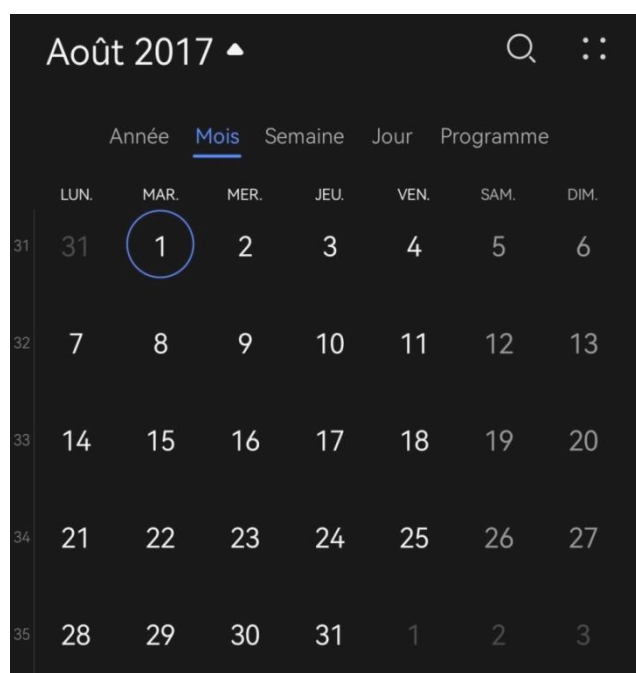 Août 2017
Année Mois Semaine Jour Programme
LUN. MAR. MER. JEU. VEN. SAM. DIM.
31 31 1 2 3 4 5 6
32 7 8 9 10 11 12 13
33 14 15 16 17 18 19 20
34 21 22 23 24 25 26 27
35 28 29 30 31 1 2 3